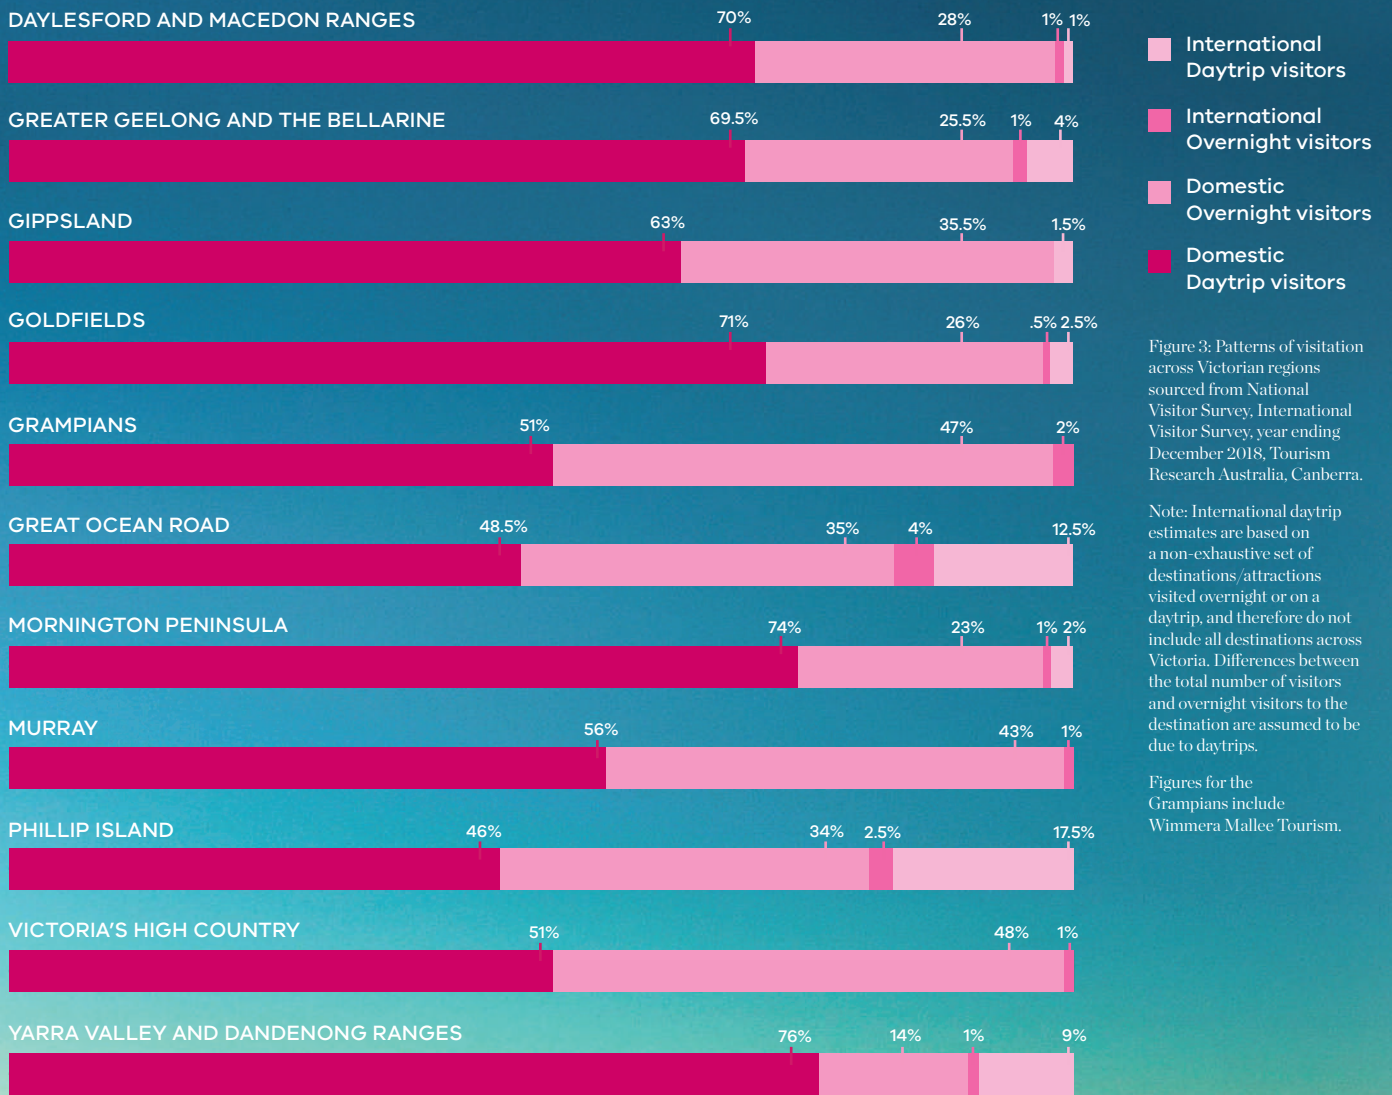 DAYLESFORD AND MACEDON RANGES
70% 28% 1% 1%
GREATER GEELONG AND THE BELLARINE
69.5% 25.5% 1% 4%
GIPPSLAND
63% 35.5% 1.5%
GOLDFIELDS
71% 26% .5% 2.5%
GRAMPIANS
51% 47% 2%
GREAT OCEAN ROAD
48.5% 35% 4% 12.5%
MORNINGTON PENINSULA
74% 23% 1% 2%
MURRAY
56% 43% 1%
PHILLIP ISLAND
46% 34% 2.5% 17.5%
VICTORIA'S HIGH COUNTRY
51% 48% 1%
YARRA VALLEY AND DANDENONG RANGES
76% 14% 1% 9%
International
Daytrip visitors
International
Overnight visitors
Domestic
Overnight visitors
Domestic
Daytrip visitors
Figure 3: Patterns of visitation
across Victorian regions
sourced from National
Visitor Survey, International
Visitor Survey, year ending
December 2018, Tourism
Research Australia, Canberra.
Note: International daytrip
estimates are based on
a non-exhaustive set of
destinations/attractions
visited overnight or on a
daytrip, and therefore do not
include all destinations across
Victoria. Differences between
the total number of visitors
and overnight visitors to the
destination are assumed to be
due to daytrips.
Figures for the
Grampians include
Wimmera Mallee Tourism.